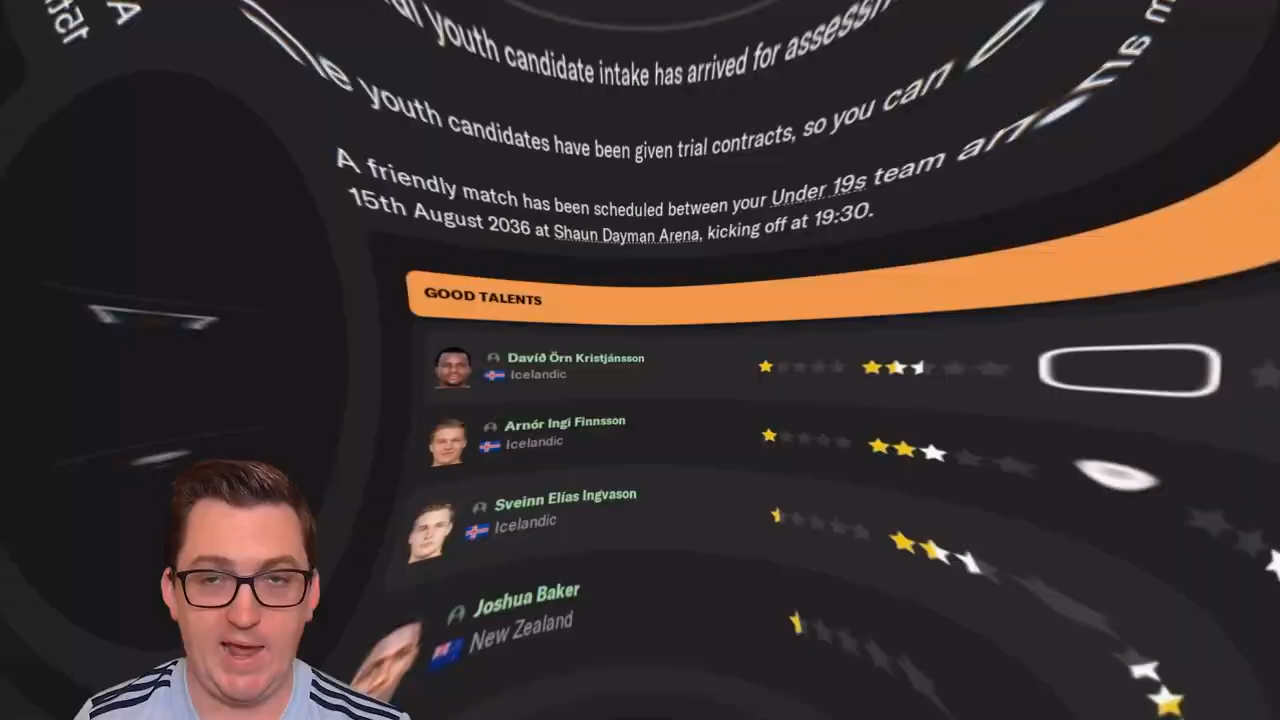 youth candidate intake has arrived for
youth candidates have been given trial contracts, so you can
A friendly match has been scheduled between your Under 19s team
15th August 2036 at Shaun Dayman Arena, kicking off at 19:30.
GOOD TALENTS
Davíð Örn Kristjánsson
Icelandic
Arnór Ingi Finnsson
Icelandic
Sveinn Elías Ingvason
Icelandic
Joshua Baker
New Zealand